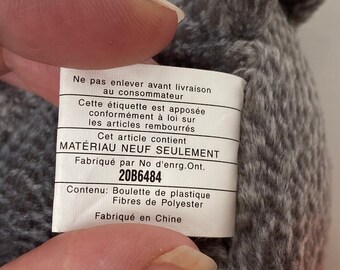 Ne pas enlever avant livraison
au consommateur
Cette étiquette est apposée
conformément à loi sur
les articles rembourrés
Cet article contient
MATÉRIAU NEUF SEULEMENT
Fabriqué par No d'enrg.Ont.
20B6484
Contenu: Boulette de plastique
Fibres de Polyester
Fabriqué en Chine